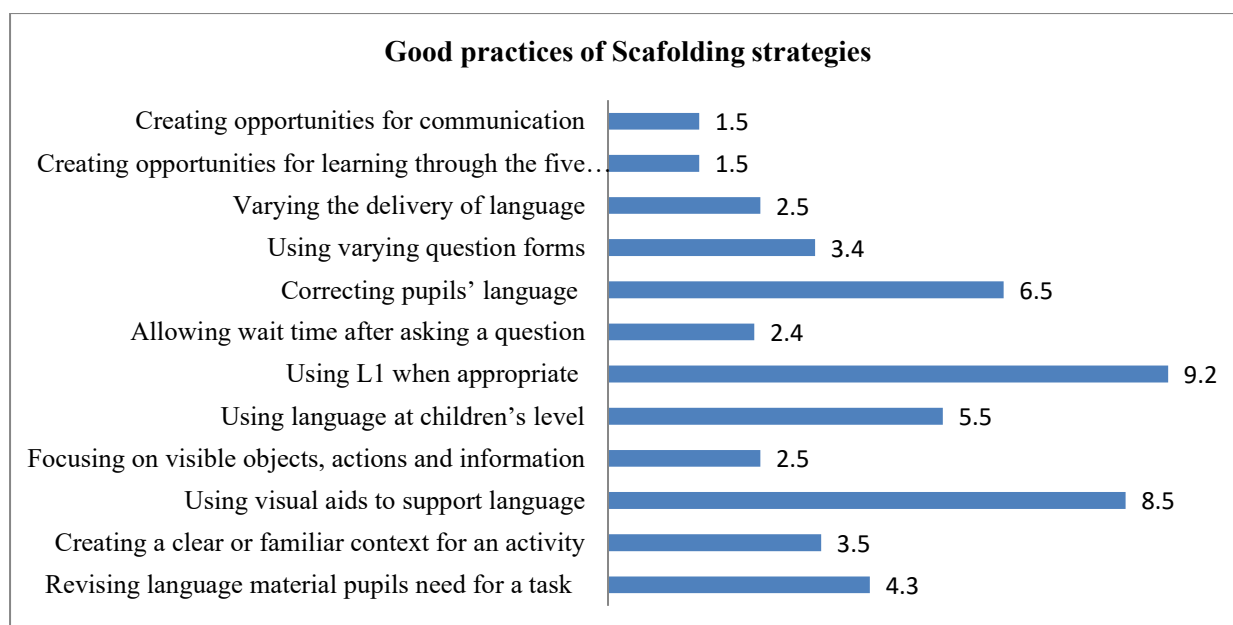 Good practices of Scafolding strategies
Creating opportunities for communication 1.5
Creating opportunities for learning through the five… 1.5
Varying the delivery of language 2.5
Using varying question forms 3.4
Correcting pupils’ language 6.5
Allowing wait time after asking a question 2.4
Using L1 when appropriate 9.2
Using language at children’s level 5.5
Focusing on visible objects, actions and information 2.5
Using visual aids to support language 8.5
Creating a clear or familiar context for an activity 3.5
Revising language material pupils need for a task 4.3